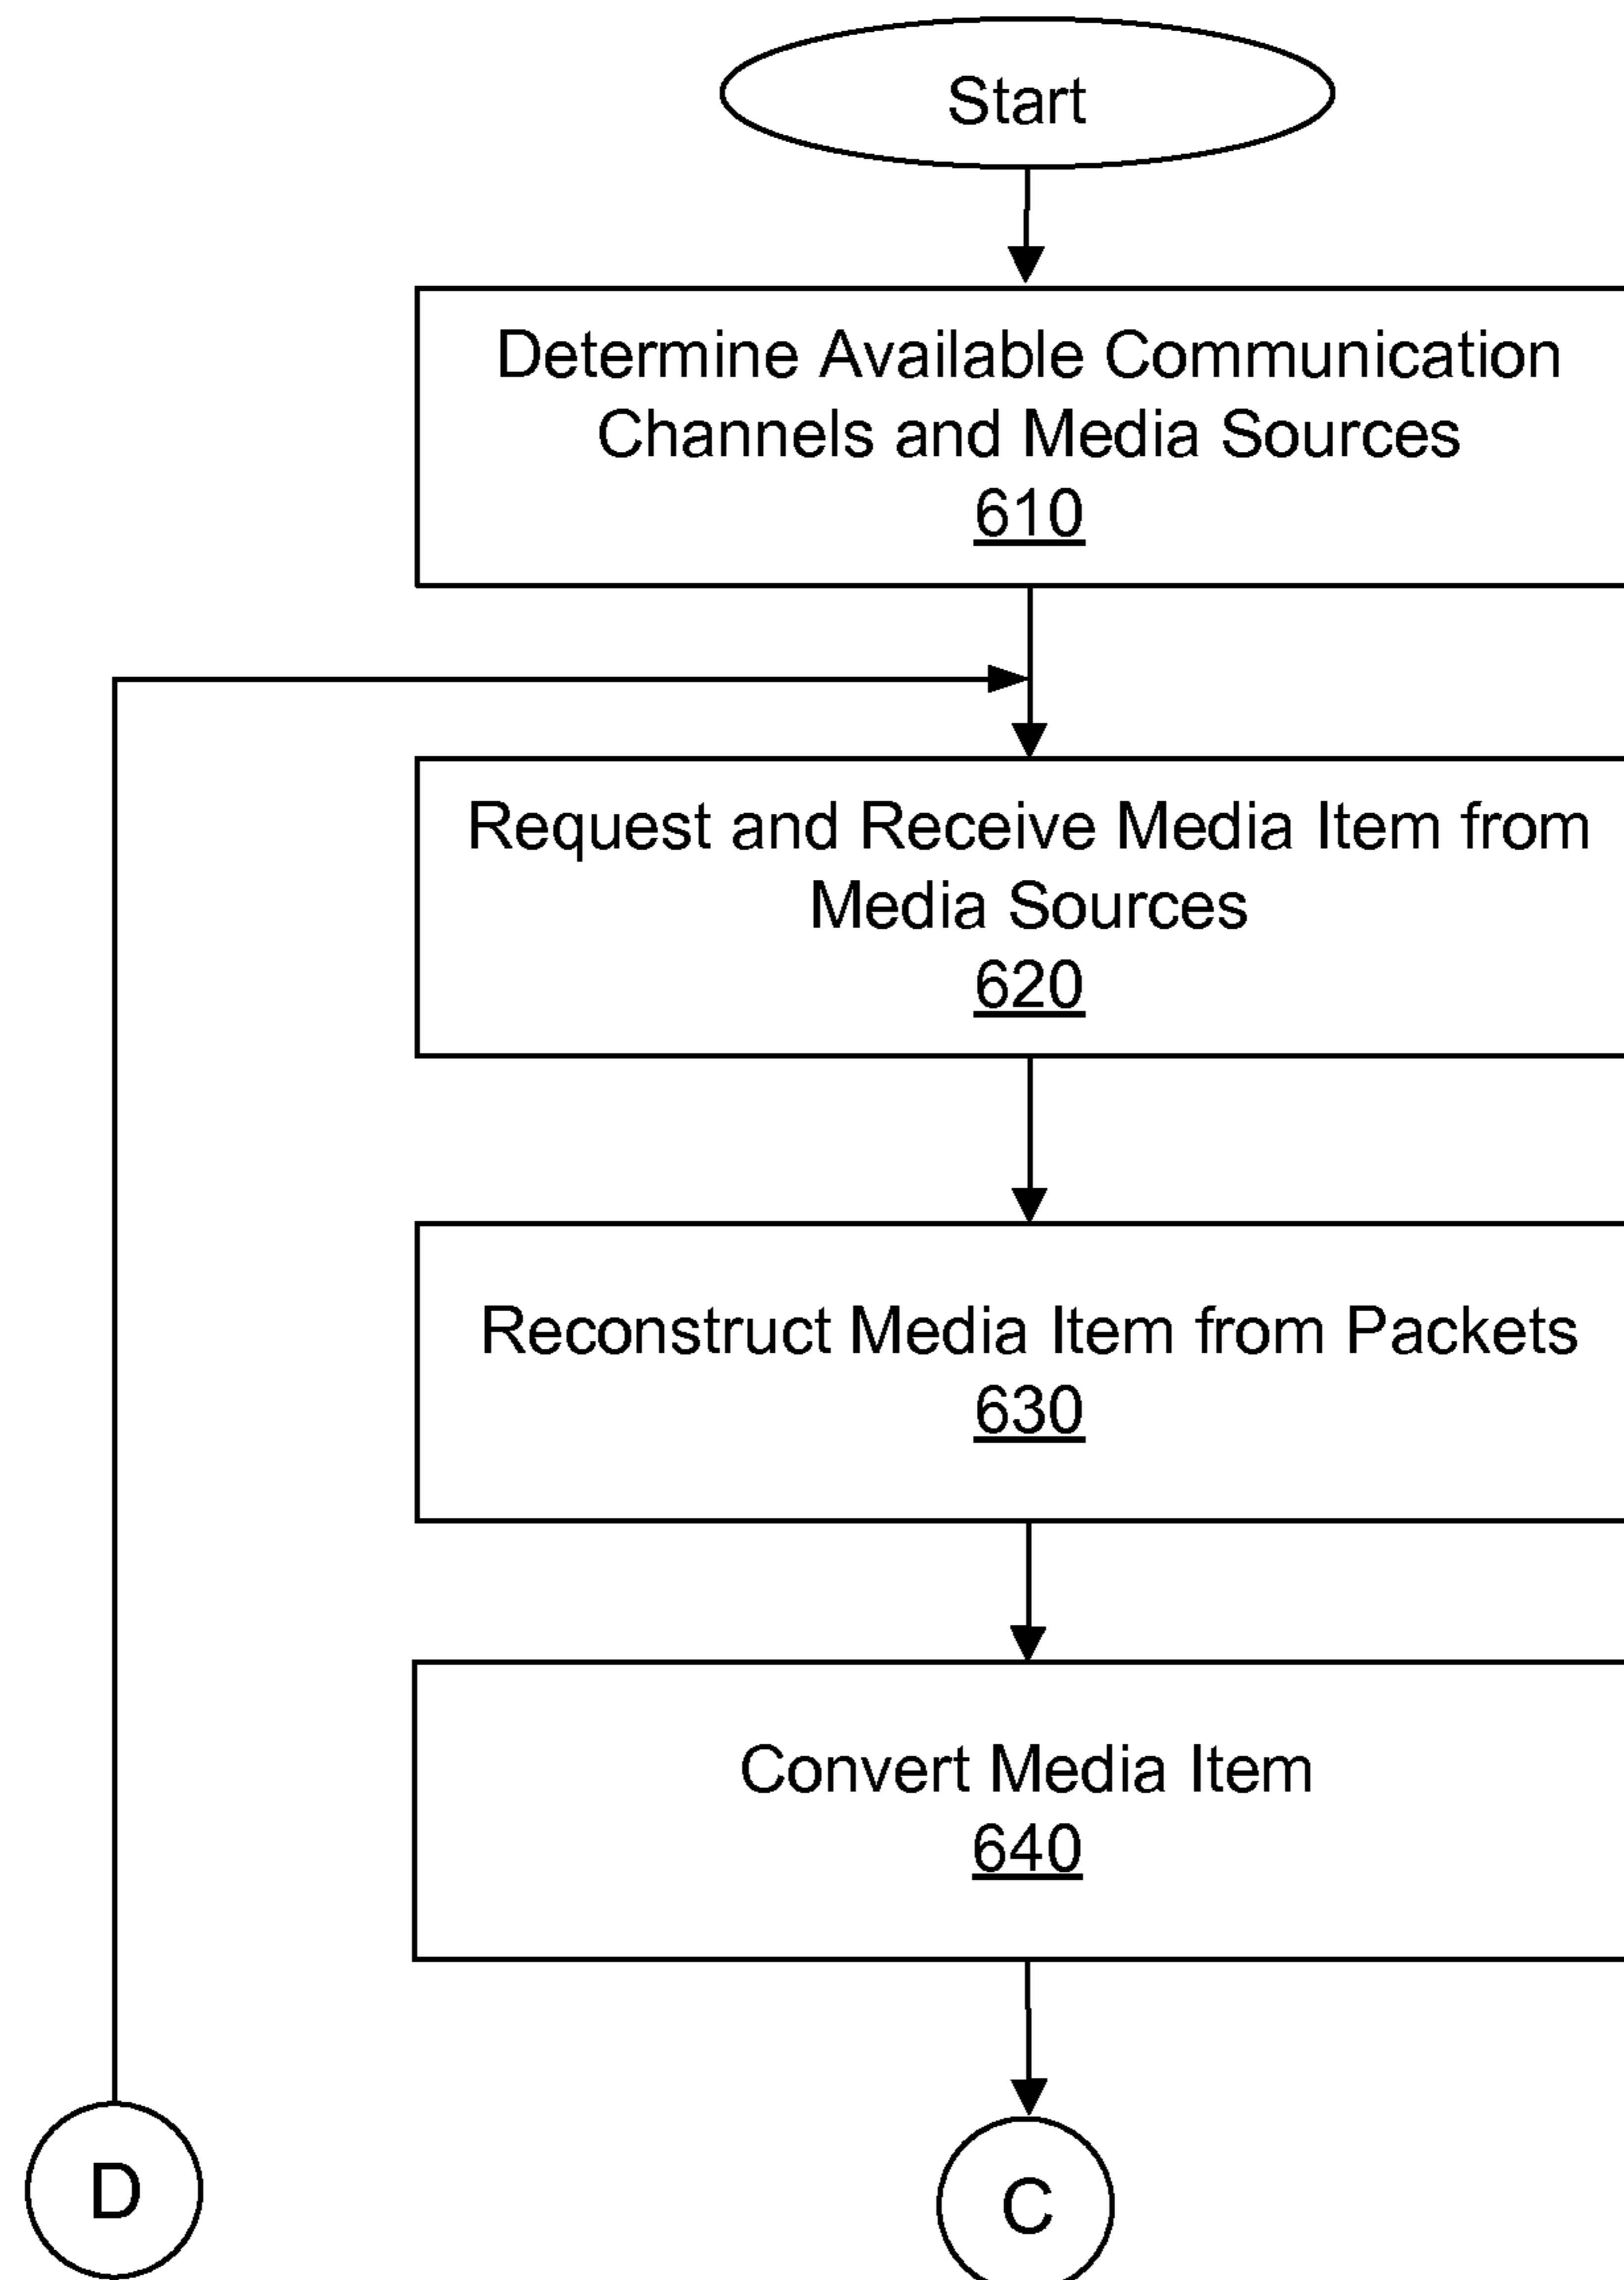 Start
Determine Available Communication
Channels and Media Sources
610
Request and Receive Media Item from
Media Sources
620
Reconstruct Media Item from Packets
630
Convert Media Item
640
D
C